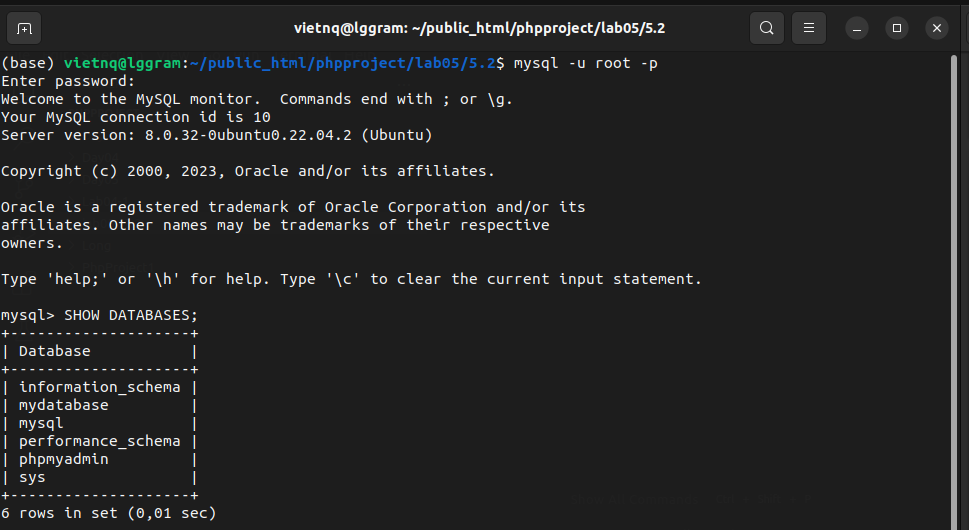 vietnq@lggram: ~/public_html/phpproject/lab05/5.2
(base) vietnq@lggram:~/public_html/phpproject/lab05/5.2$ mysql -u root -p
Enter password:
Welcome to the MySQL monitor.  Commands end with ; or \g.
Your MySQL connection id is 10
Server version: 8.0.32-0ubuntu0.22.04.2 (Ubuntu)

Copyright (c) 2000, 2023, Oracle and/or its affiliates.

Oracle is a registered trademark of Oracle Corporation and/or its
affiliates. Other names may be trademarks of their respective
owners.

Type 'help;' or '\h' for help. Type '\c' to clear the current input statement.

mysql> SHOW DATABASES;
+--------------------+
| Database           |
+--------------------+
| information_schema |
| mydatabase         |
| mysql              |
| performance_schema |
| phpmyadmin         |
| sys                |
+--------------------+
6 rows in set (0,01 sec)